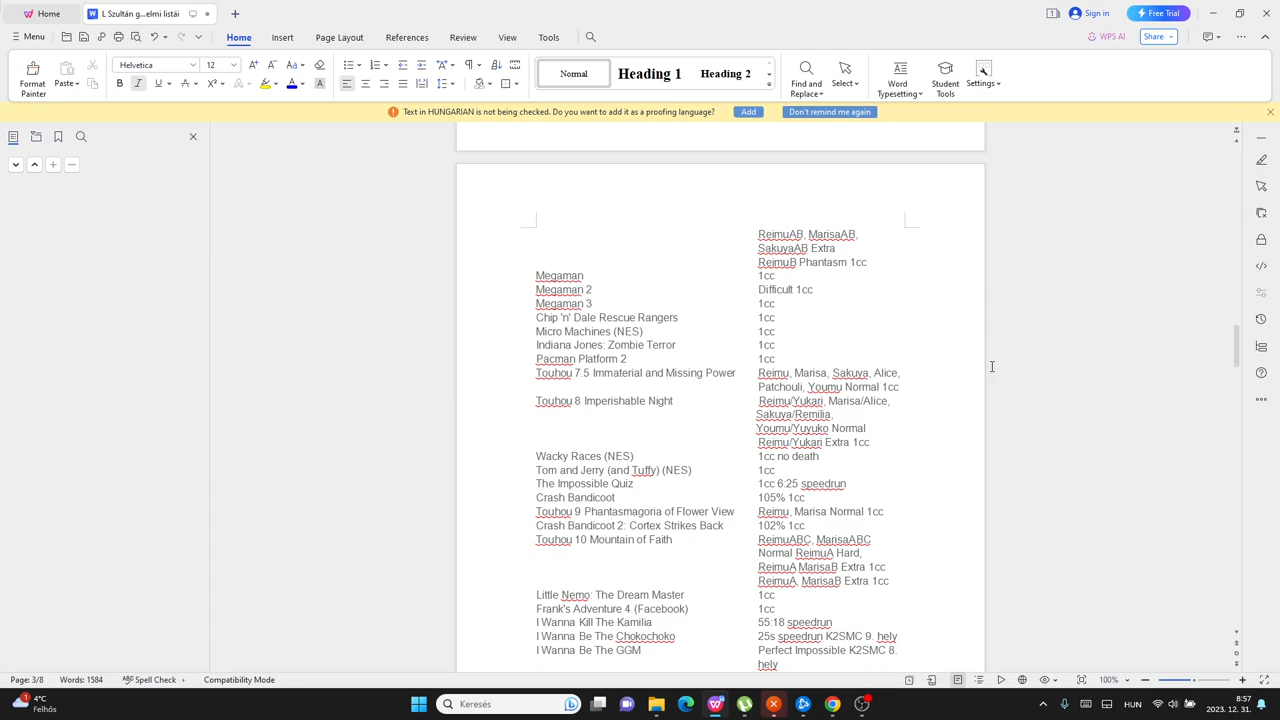 Home
L Szultán g...elmi listái
Sign in
Free Trial
Menu
Home
Insert
Page Layout
References
Review
View
Tools
WPS AI
Share
Format Painter
Paste
Helvetica
12
Normal
Heading 1
Heading 2
Find and Replace
Select
Word Typesetting
Student Tools
Settings
Text in HUNGARIAN is not being checked. Do you want to add it as a proofing language?
Add
Don't remind me again
ReimuAB, MarisaAB,
SakuyaAB Extra
ReimuB Phantasm 1cc
Megaman 1cc
Megaman 2 Difficult 1cc
Megaman 3 1cc
Chip 'n' Dale Rescue Rangers 1cc
Micro Machines (NES) 1cc
Indiana Jones: Zombie Terror 1cc
Pacman Platform 2 1cc
Touhou 7.5 Immaterial and Missing Power Reimu, Marisa, Sakuya, Alice,
Patchouli, Youmu Normal 1cc
Touhou 8 Imperishable Night Reimu/Yukari, Marisa/Alice,
Sakuya/Remilia,
Youmu/Yuyuko Normal
Reimu/Yukari Extra 1cc
Wacky Races (NES) 1cc no death
Tom and Jerry (and Tuffy) (NES) 1cc
The Impossible Quiz 1cc 6:25 speedrun
Crash Bandicoot 105% 1cc
Touhou 9 Phantasmagoria of Flower View Reimu, Marisa Normal 1cc
Crash Bandicoot 2: Cortex Strikes Back 102% 1cc
Touhou 10 Mountain of Faith ReimuABC, MarisaABC
Normal ReimuA Hard,
ReimuA MarisaB Extra 1cc
ReimuA, MarisaB Extra 1cc
Little Nemo: The Dream Master 1cc
Frank's Adventure 4 (Facebook) 1cc
I Wanna Kill The Kamilia 55:18 speedrun
I Wanna Be The Chokochoko 25s speedrun K2SMC 9. hely
I Wanna Be The GGM Perfect Impossible K2SMC 8.
hely
Page: 3/8
Words: 1584
Spell Check
Compatibility Mode
100%
4°C
Felhős
Keresés
HUN
8:57
2023. 12. 31.